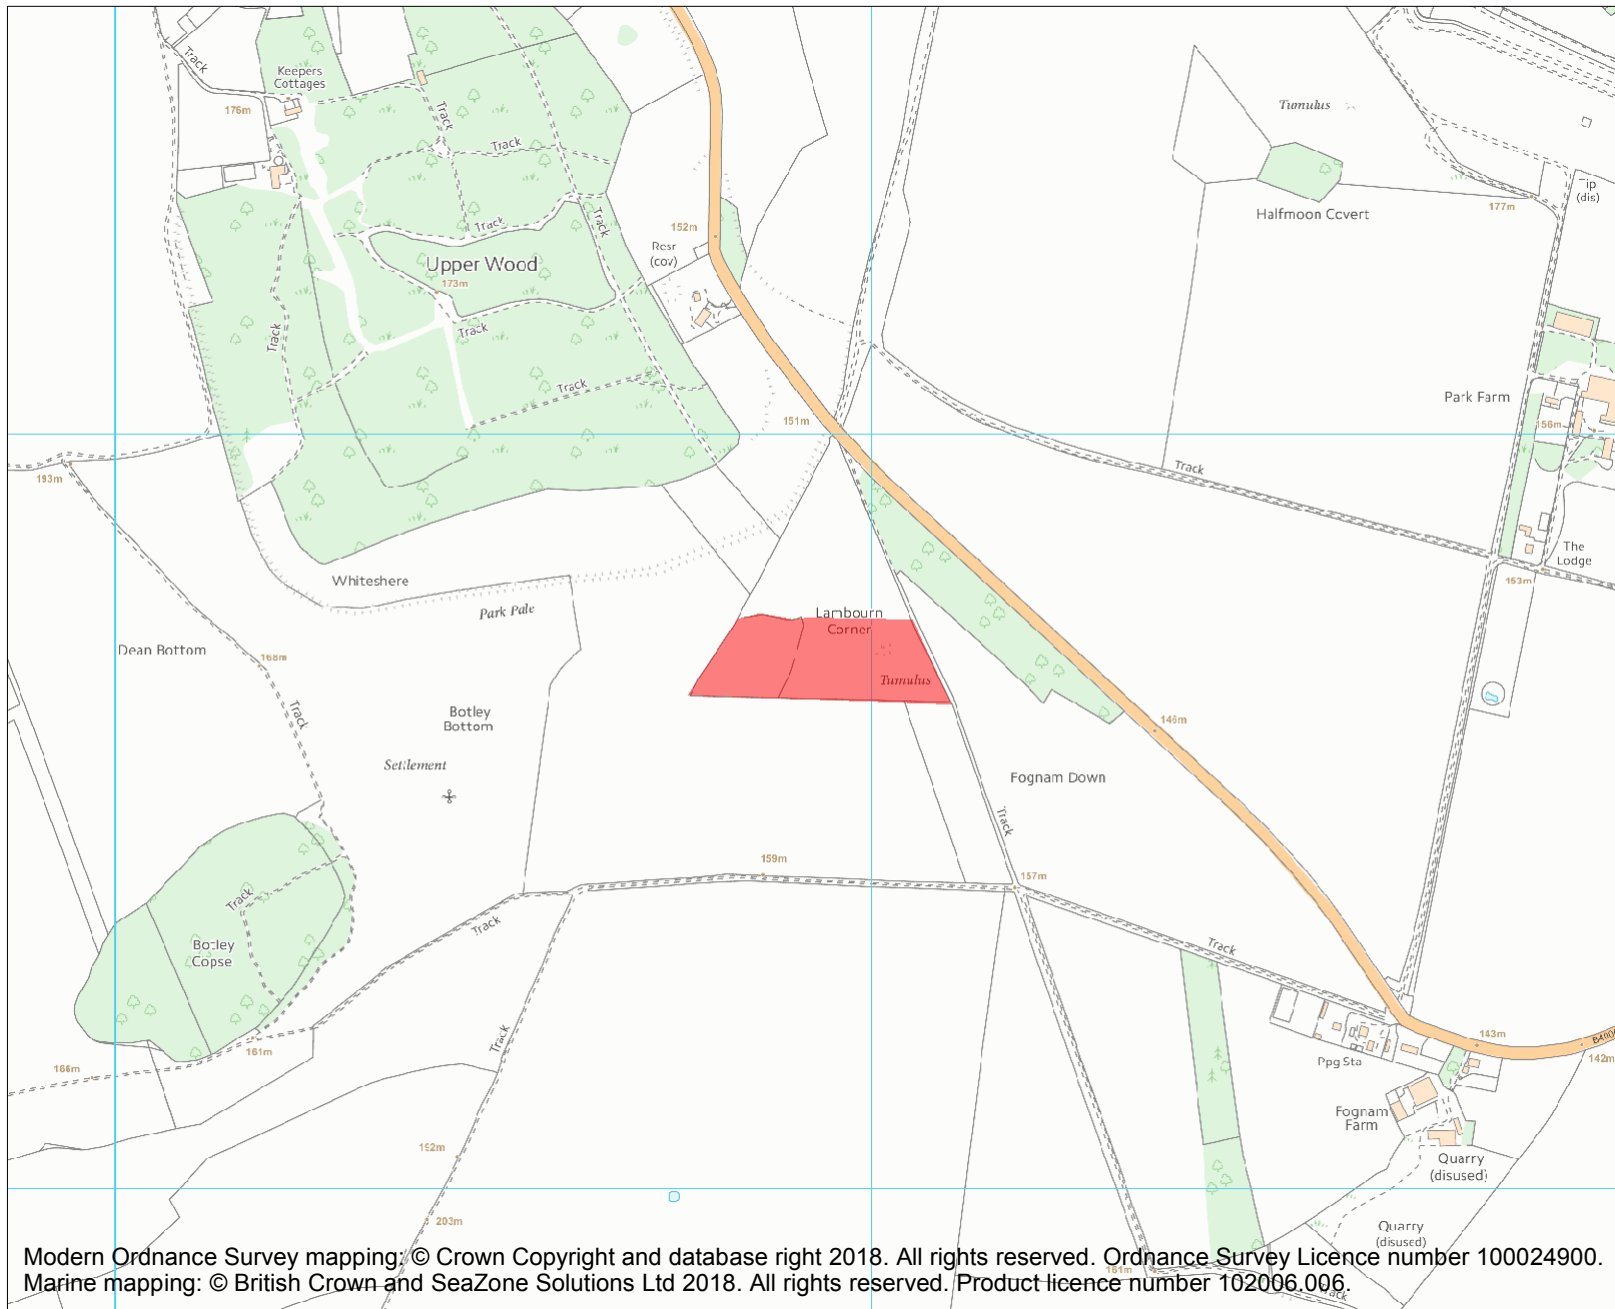 Track
Keepers
Cottages
176m
Track
Track
Tumulus
Tip
(dis)
177m
Halfmoon Covert
Track
Track
152m
Resr
(cov)
Upper Wood
173m
Track
Track
Track
Park Farm
151m
156m
Track
193m
The
Lodge
153m
Whiteshere
Park Pale
Lambourn
Corner
Dean Bottom
168m
Tumulus
Track
Botley
Bottom
146m
Settlement
Fognam Down
Track
159m
157m
Track
Track
Track
Botley
Copse
Track
161m
166m
143m
B400
142m
Ppg Sta
Fognam
Farm
192m
Quarry
(disused)
203m
Quarry
(disused)
Modern Ordnance Survey mapping: © Crown Copyright and database right 2018. All rights reserved. Ordnance Survey Licence number 100024900.
161m
Marine mapping: © British Crown and SeaZone Solutions Ltd 2018. All rights reserved. Product licence number 102006.006.
Track